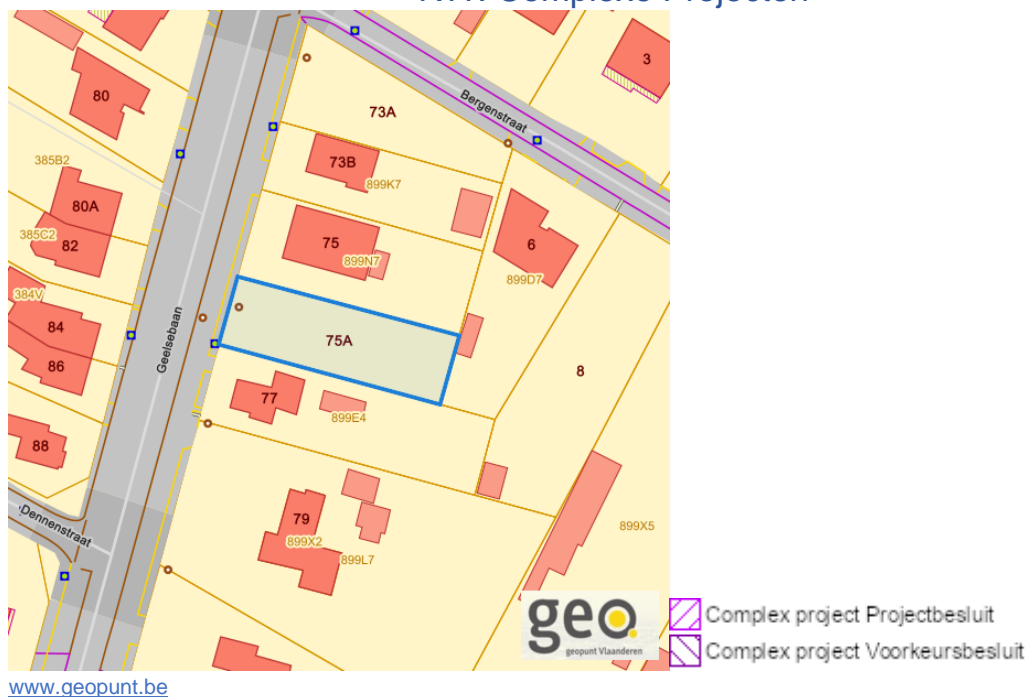 80
3
73A
Bergenstraat
385B2
73B
899K7
80A
385C2
82
75
899N7
6
899D7
384V
84
Geelsebaan
75A
86
8
77
899E4
88
Dennenstraat
79
899X2
899L7
899X5
geo
geopunt Vlaanderen
Complex project Projectbesluit
Complex project Voorkeursbesluit
www.geopunt.be